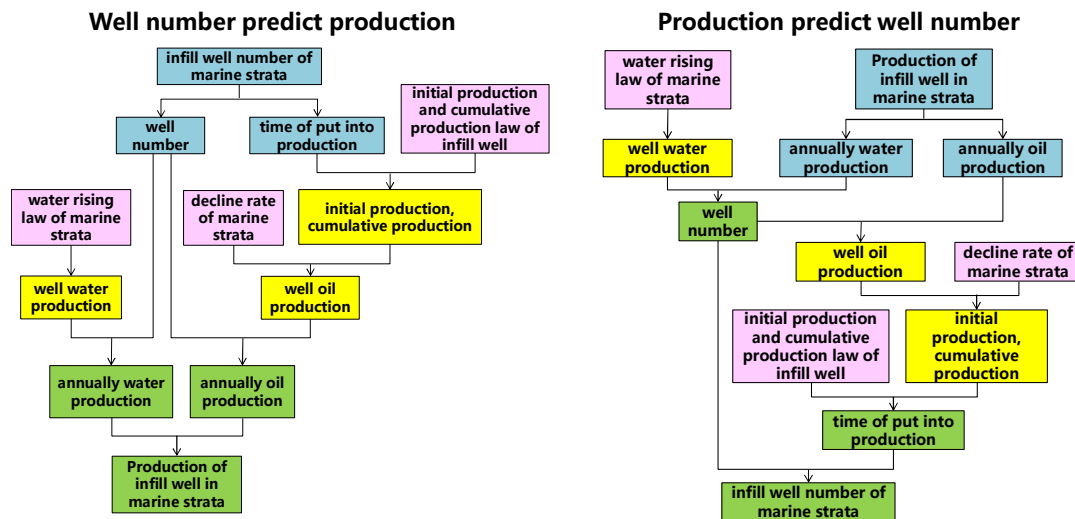 Well number predict production
infill well number of
marine strata
well
number
time of put into
production
initial production
and cumulative
production law of
infill well
water rising
law of marine
strata
decline rate
of marine
strata
initial production,
cumulative production
well water
production
well oil
production
annually water
production
annually oil
production
Production of
infill well in
marine strata
Production predict well number
water rising
law of marine
strata
Production of
infill well in
marine strata
well water
production
annually water
production
annually oil
production
well
number
well oil
production
decline rate of
marine strata
initial production
and cumulative
production law of
infill well
initial
production,
cumulative
production
time of put into
production
infill well number of
marine strata